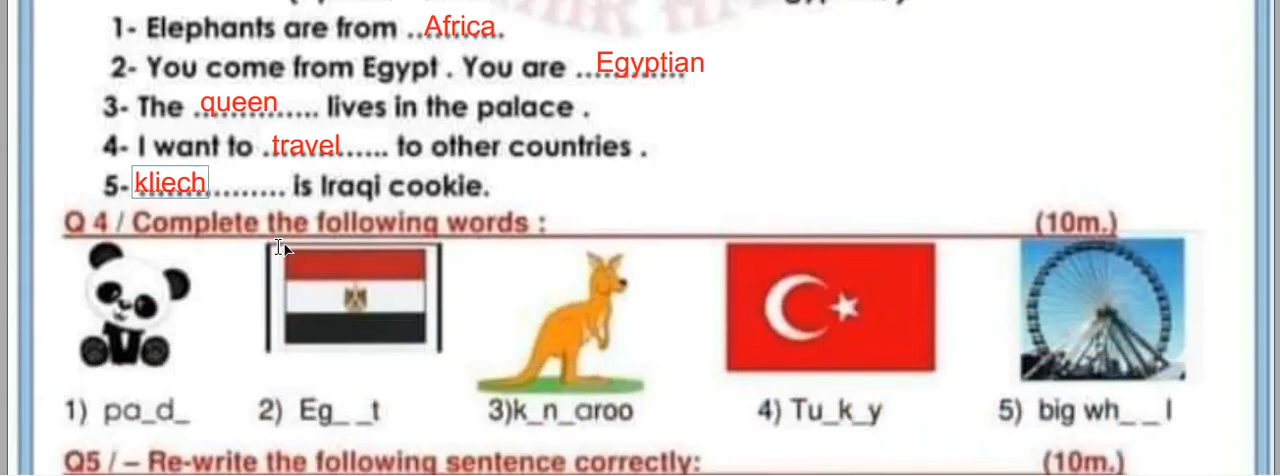 1- Elephants are from ..Africa..
2- You come from Egypt . You are ...Egyptian
3- The .queen...... lives in the palace .
4- I want to .travel...... to other countries .
5- kliech........ is Iraqi cookie.
Q 4 / Complete the following words : (10m.)
1) pa_d_ 2) Eg_ _t 3)k_n_aroo 4) Tu_k_y 5) big wh_ _ l
Q5 / – Re-write the following sentence correctly: (10m.)